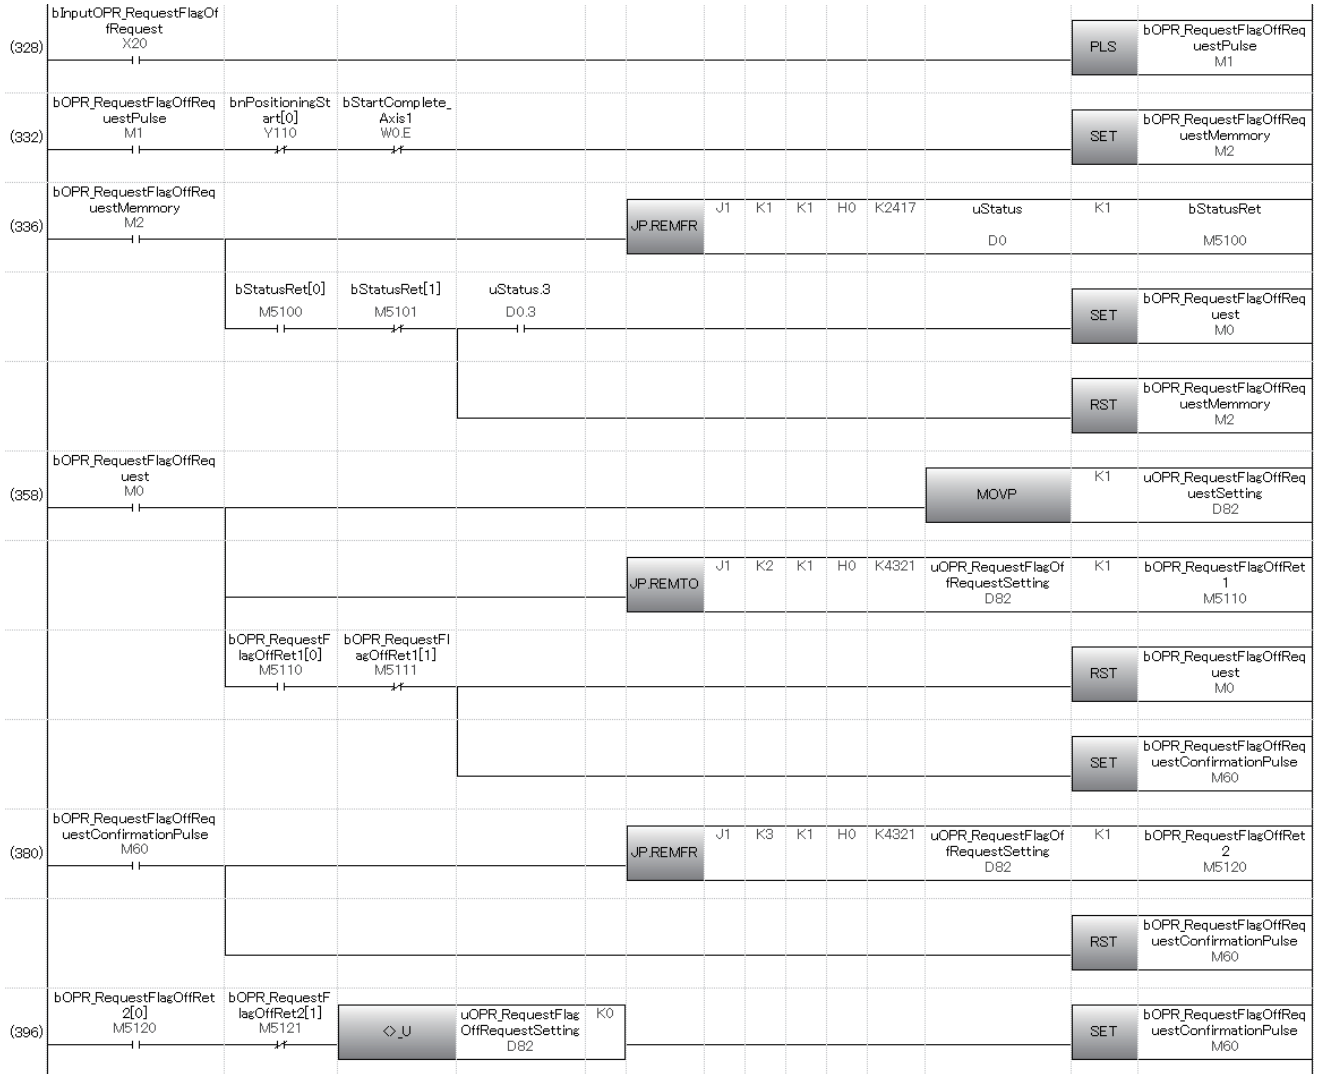 bInputOPR_RequestFlagOf
fRequest
X20
(328)
PLS
bOPR_RequestFlagOffReq
uestPulse
M1
bOPR_RequestFlagOffReq
uestPulse
M1
bnPositioningSt
art[0]
Y110
bStartComplete_
Axis1
W0.E
(332)
SET
bOPR_RequestFlagOffReq
uestMemmory
M2
bOPR_RequestFlagOffReq
uestMemmory
M2
(336)
JP.REMFR
J1
K1
K1
H0
K2417
uStatus
D0
K1
bStatusRet
M5100
bStatusRet[0]
M5100
bStatusRet[1]
M5101
uStatus.3
D0.3
SET
bOPR_RequestFlagOffReq
uest
M0
RST
bOPR_RequestFlagOffReq
uestMemmory
M2
bOPR_RequestFlagOffReq
uest
M0
(358)
MOVP
K1
uOPR_RequestFlagOffReq
uestSetting
D82
JP.REMTO
J1
K2
K1
H0
K4321
uOPR_RequestFlagOf
fRequestSetting
D82
K1
bOPR_RequestFlagOffRet
1
M5110
bOPR_RequestF
lagOffRet1[0]
M5110
bOPR_RequestFl
agOffRet1[1]
M5111
RST
bOPR_RequestFlagOffReq
uest
M0
SET
bOPR_RequestFlagOffReq
uestConfirmationPulse
M60
bOPR_RequestFlagOffReq
uestConfirmationPulse
M60
(380)
JP.REMFR
J1
K3
K1
H0
K4321
uOPR_RequestFlagOf
fRequestSetting
D82
K1
bOPR_RequestFlagOffRet
2
M5120
RST
bOPR_RequestFlagOffReq
uestConfirmationPulse
M60
bOPR_RequestFlagOffRet
2[0]
M5120
bOPR_RequestF
lagOffRet2[1]
M5121
(396)
<>_U
uOPR_RequestFlag
OffRequestSetting
D82
K0
SET
bOPR_RequestFlagOffReq
uestConfirmationPulse
M60